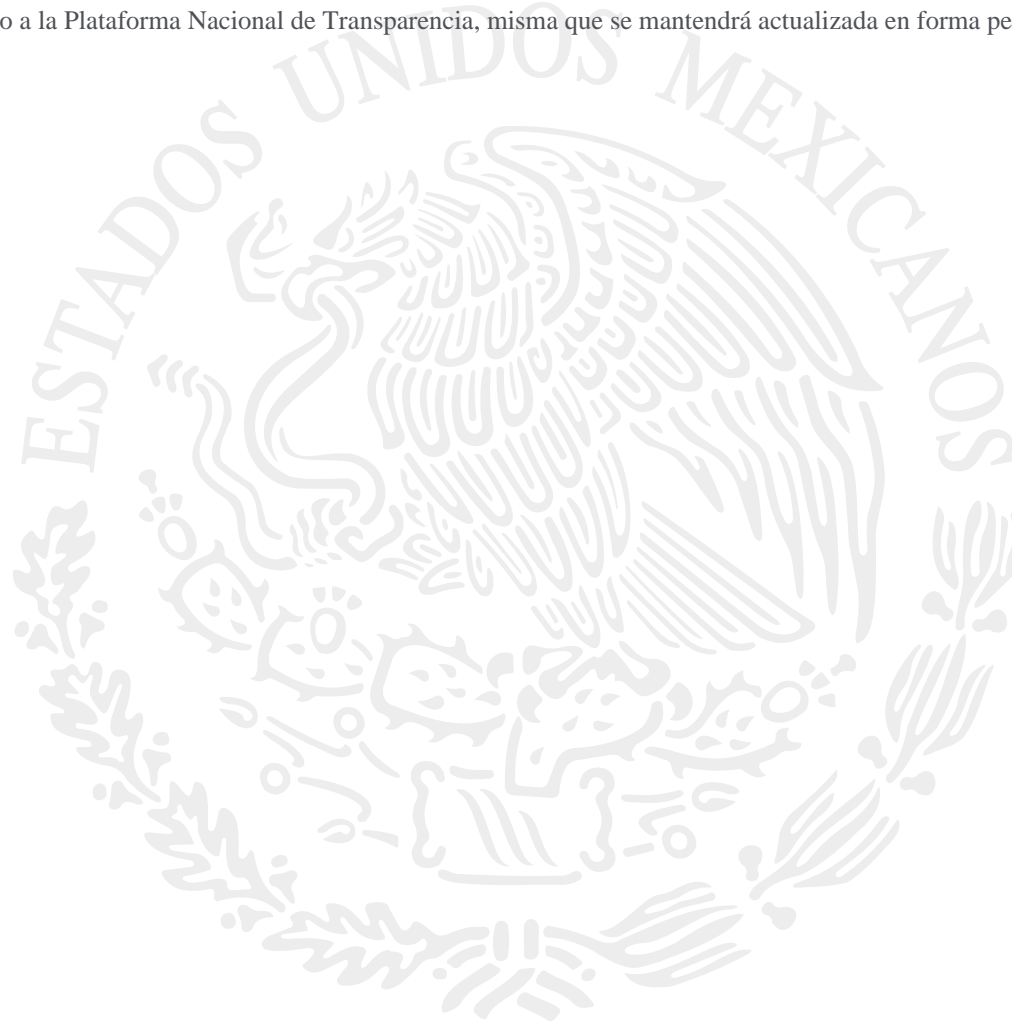 o a la Plataforma Nacional de Transparencia, misma que se mantendrá actualizada en forma pe
ESTADOS UNIDOS MEXICANOS